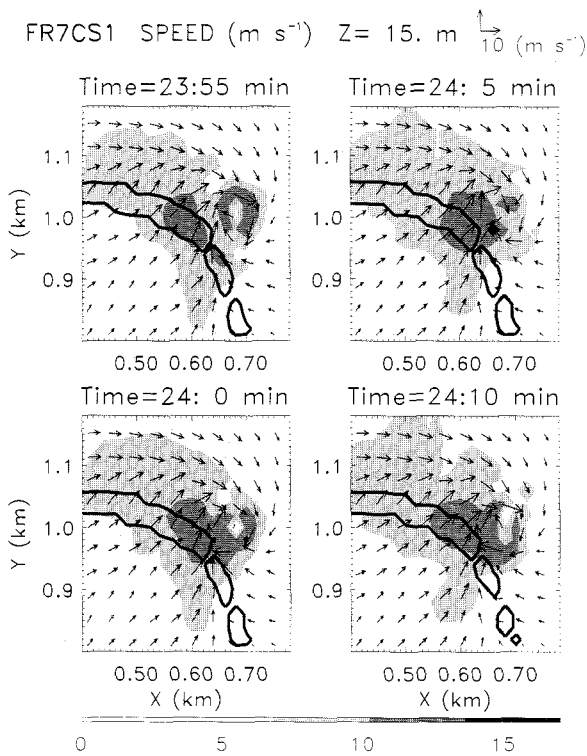 FR7CS1 SPEED (m s⁻¹) Z= 15. m
10 (m s⁻¹)
Time=23:55 min
Time=24: 5 min
Y (km)
1.1
1.0
0.9
1.1
1.0
0.9
0.50 0.60 0.70
0.50 0.60 0.70
Time=24: 0 min
Time=24:10 min
Y (km)
1.1
1.0
0.9
1.1
1.0
0.9
0.50 0.60 0.70
0.50 0.60 0.70
X (km)
X (km)
0 5 10 15